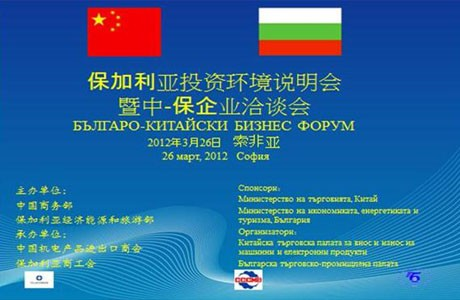 保加利亚投资环境说明会
暨中-保企业洽谈会
БЪЛГАРО-КИТАЙСКИ БИЗНЕС ФОРУМ
2012年3月26日 索非亚
26 март, 2012 София
主办单位：
中国商务部
保加利亚经济能源和旅游部
承办单位：
中国机电产品进出口商会
保加利亚商工会
Спонсори:
Министерство на търговията, Китай
Министерство на икономиката, енергетиката и
туризма, България
Организатори:
Китайска търговска палата за внос и износ на
машинни и електронни продукти
Българска търговско-промишлена палата
CCCME